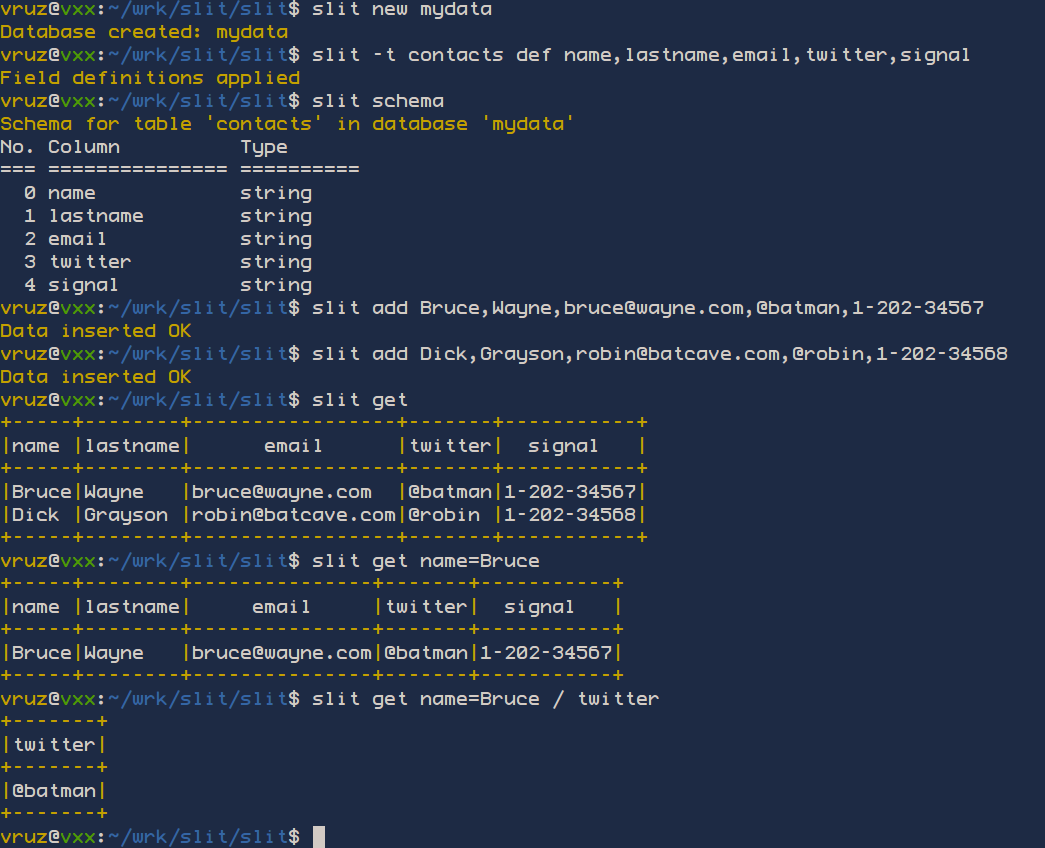 vruz@vxx:~/wrk/slit/slit$ slit new mydata
Database created: mydata
vruz@vxx:~/wrk/slit/slit$ slit -t contacts def name,lastname,email,twitter,signal
Field definitions applied
vruz@vxx:~/wrk/slit/slit$ slit schema
Schema for table 'contacts' in database 'mydata'
No. Column          Type
=== =============== ==========
  0 name            string
  1 lastname        string
  2 email           string
  3 twitter         string
  4 signal          string
vruz@vxx:~/wrk/slit/slit$ slit add Bruce,Wayne,bruce@wayne.com,@batman,1-202-34567
Data inserted OK
vruz@vxx:~/wrk/slit/slit$ slit add Dick,Grayson,robin@batcave.com,@robin,1-202-34568
Data inserted OK
vruz@vxx:~/wrk/slit/slit$ slit get
+-----+--------+-----------------+-------+-----------+
|name |lastname|      email      |twitter|  signal   |
+-----+--------+-----------------+-------+-----------+
|Bruce|Wayne   |bruce@wayne.com  |@batman|1-202-34567|
|Dick |Grayson |robin@batcave.com|@robin |1-202-34568|
+-----+--------+-----------------+-------+-----------+
vruz@vxx:~/wrk/slit/slit$ slit get name=Bruce
+-----+--------+---------------+-------+-----------+
|name |lastname|     email     |twitter|  signal   |
+-----+--------+---------------+-------+-----------+
|Bruce|Wayne   |bruce@wayne.com|@batman|1-202-34567|
+-----+--------+---------------+-------+-----------+
vruz@vxx:~/wrk/slit/slit$ slit get name=Bruce / twitter
+-------+
|twitter|
+-------+
|@batman|
+-------+
vruz@vxx:~/wrk/slit/slit$